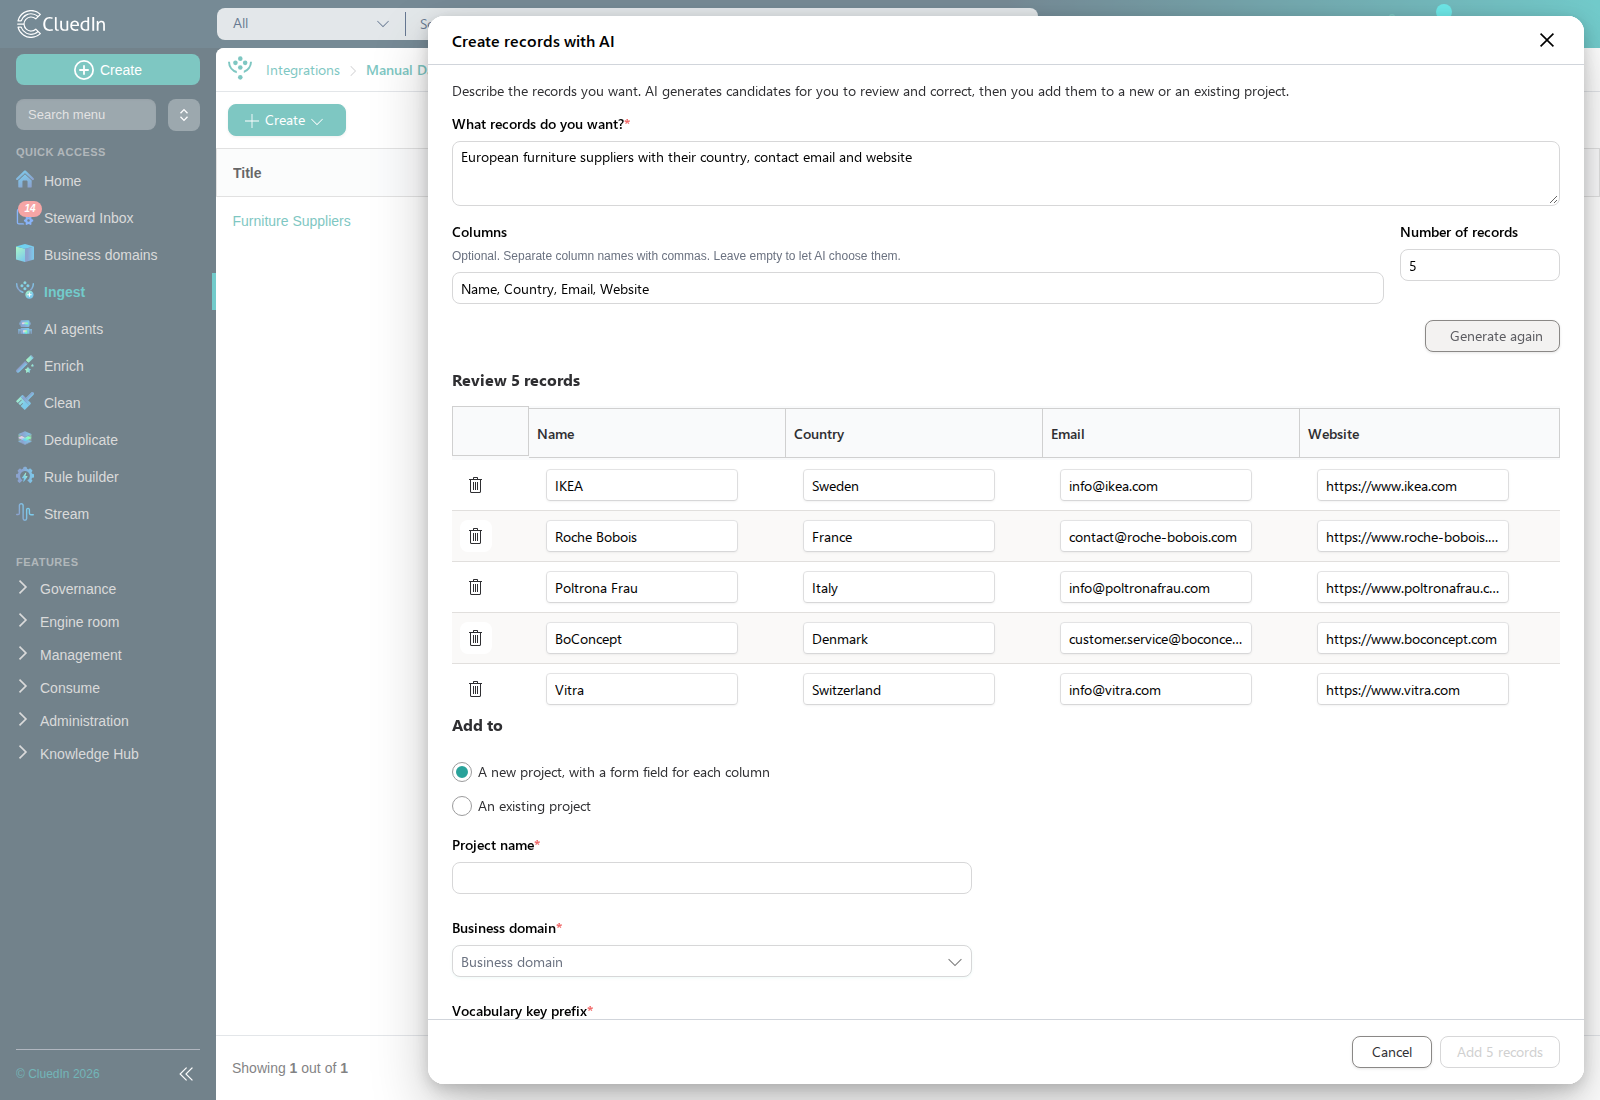 CluedIn
All
Create
Search menu
QUICK ACCESS
Home
14
Steward Inbox
Business domains
Ingest
AI agents
Enrich
Clean
Deduplicate
Rule builder
Stream
FEATURES
Governance
Engine room
Management
Consume
Administration
Knowledge Hub
© CluedIn 2026
Integrations
Manual D
Create
Title
Furniture Suppliers
Showing 1 out of 1
Create records with AI
Describe the records you want. AI generates candidates for you to review and correct, then you add them to a new or an existing project.
What records do you want?*
European furniture suppliers with their country, contact email and website
Columns
Optional. Separate column names with commas. Leave empty to let AI choose them.
Name, Country, Email, Website
Number of records
5
Generate again
Review 5 records
Name Country Email Website
IKEA Sweden info@ikea.com https://www.ikea.com
Roche Bobois France contact@roche-bobois.com https://www.roche-bobois....
Poltrona Frau Italy info@poltronafrau.com https://www.poltronafrau.c...
BoConcept Denmark customer.service@boconce... https://www.boconcept.com
Vitra Switzerland info@vitra.com https://www.vitra.com
Add to
A new project, with a form field for each column
An existing project
Project name*
Business domain*
Business domain
Vocabulary key prefix*
Cancel
Add 5 records